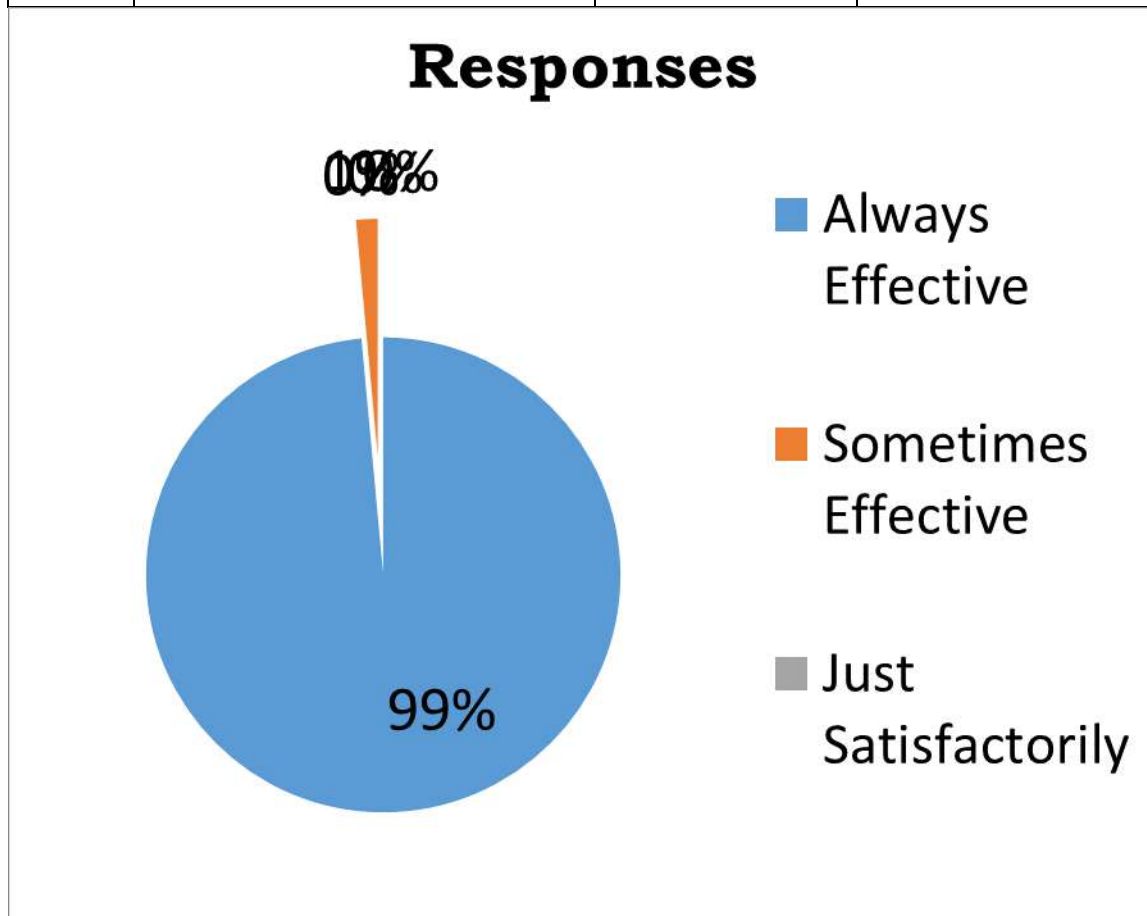 Responses
Always
Effective
Sometimes
Effective
Just
Satisfactorily
99%